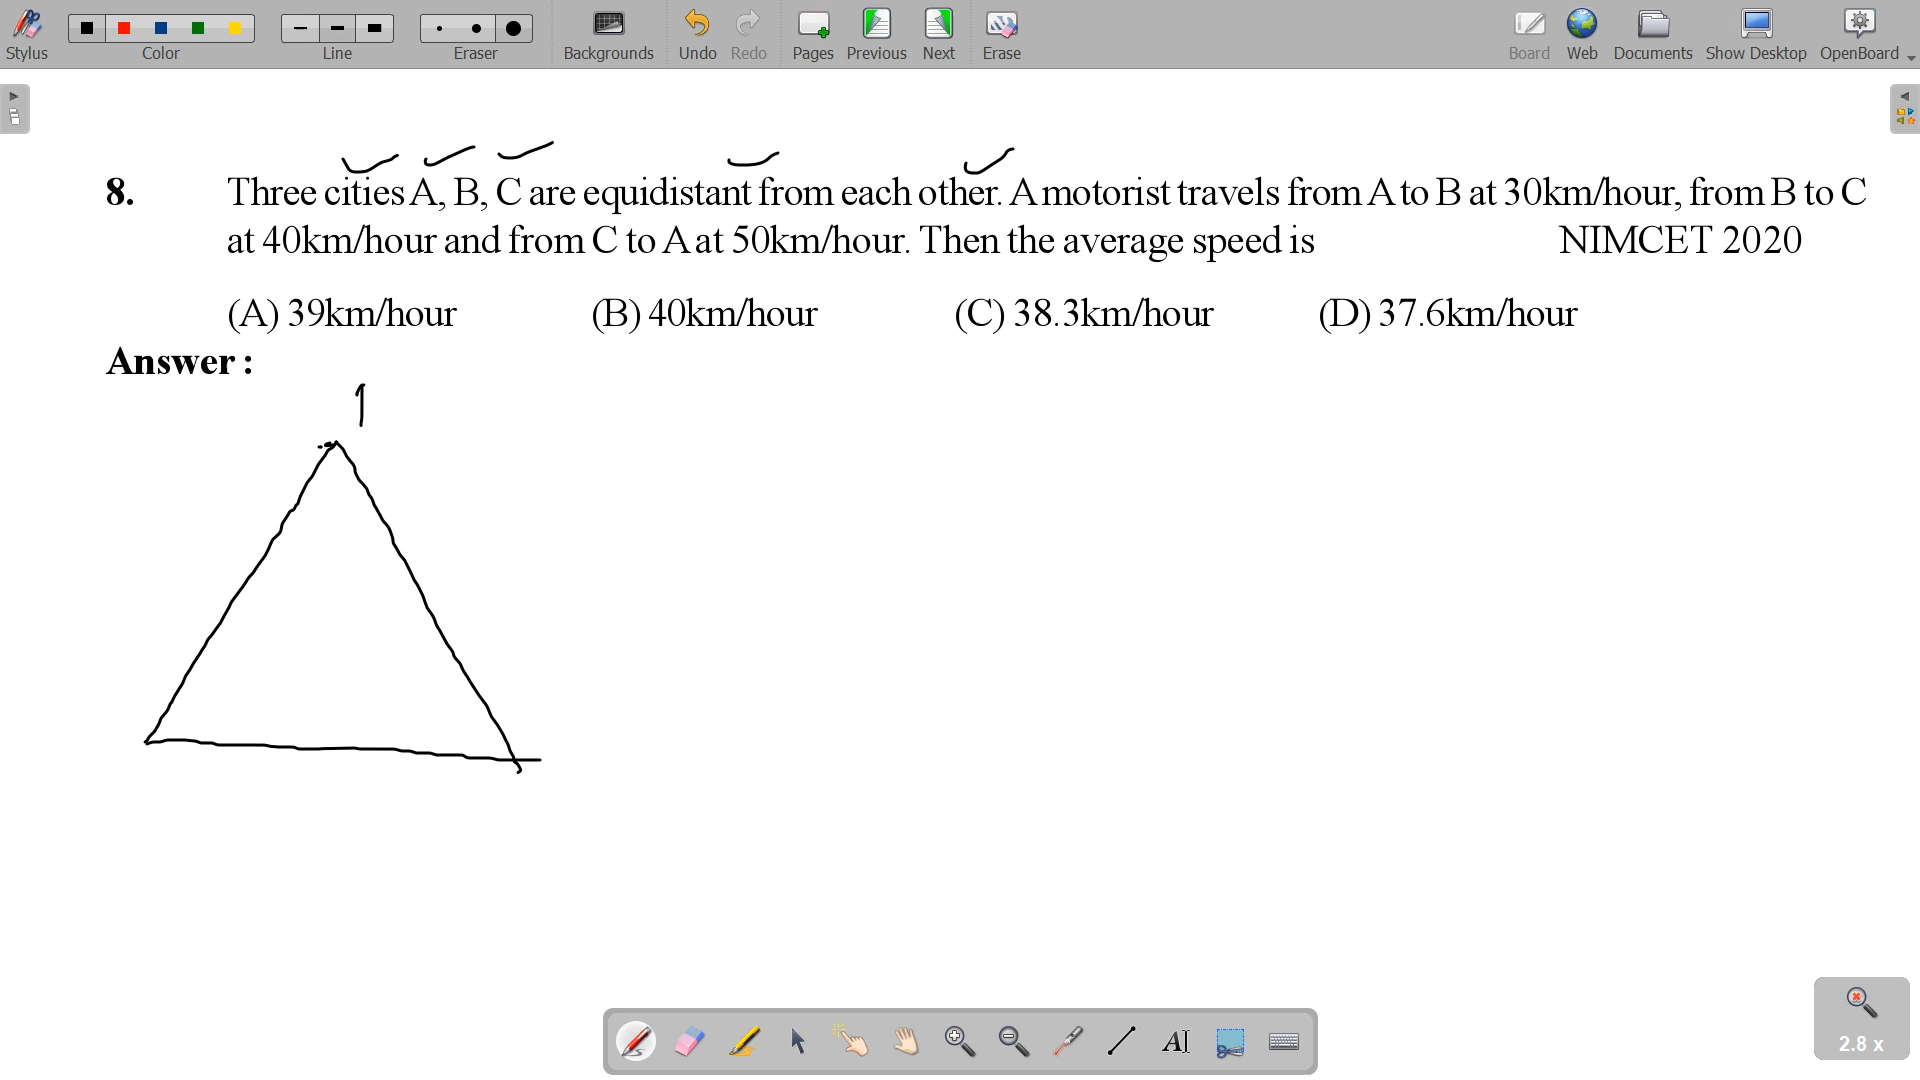 Stylus Color Line Eraser Backgrounds Undo Redo Pages Previous Next Erase Board Web Documents Show Desktop OpenBoard
8. Three cities A, B, C are equidistant from each other. A motorist travels from A to B at 30km/hour, from B to C
at 40km/hour and from C to A at 50km/hour. Then the average speed is NIMCET 2020
(A) 39km/hour (B) 40km/hour (C) 38.3km/hour (D) 37.6km/hour
Answer :
2.8 x